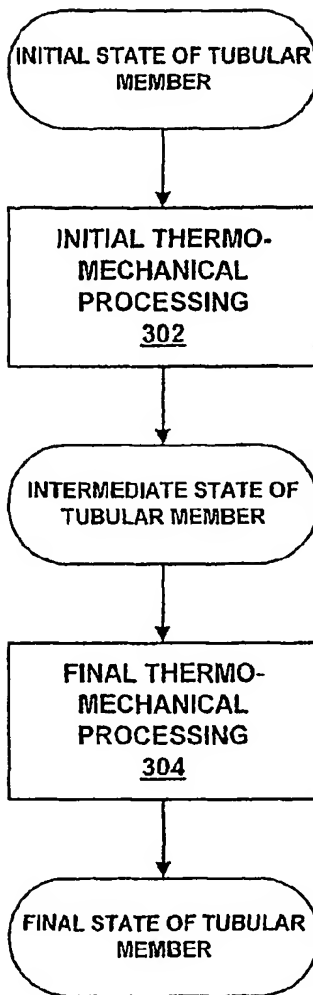 INITIAL STATE OF TUBULAR
MEMBER
INITIAL THERMO-
MECHANICAL
PROCESSING
302
INTERMEDIATE STATE OF
TUBULAR MEMBER
FINAL THERMO-
MECHANICAL
PROCESSING
304
FINAL STATE OF TUBULAR
MEMBER